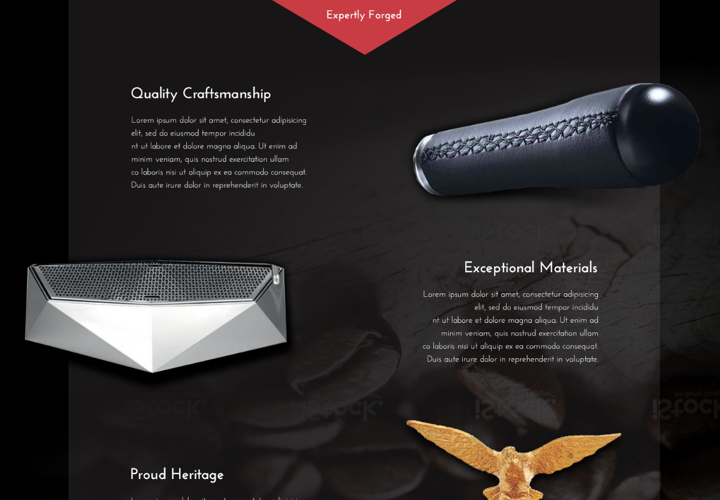 Expertly Forged
Quality Craftsmanship
Lorem ipsum dolor sit amet, consectetur adipisicing
elit, sed do eiusmod tempor incididu
nt ut labore et dolore magna aliqua. Ut enim ad
minim veniam, quis nostrud exercitation ullam
co laboris nisi ut aliquip ex ea commodo consequat.
Duis aute irure dolor in reprehenderit in voluptate.
Exceptional Materials
Lorem ipsum dolor sit amet, consectetur adipisicing
elit, sed do eiusmod tempor incididu
nt ut labore et dolore magna aliqua. Ut enim ad
minim veniam, quis nostrud exercitation ullam
co laboris nisi ut aliquip ex ea commodo consequat.
Duis aute irure dolor in reprehenderit in voluptate.
iStock.
iStock.
iStock.
Proud Heritage